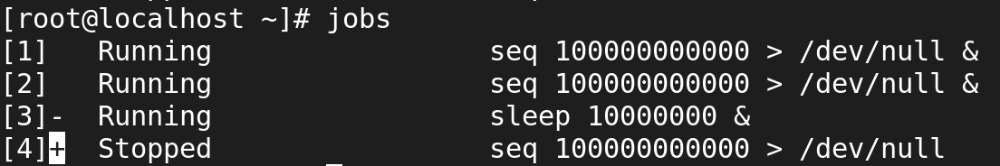 [root@localhost ~]# jobs
[1]   Running                 seq 100000000000 > /dev/null &
[2]   Running                 seq 100000000000 > /dev/null &
[3]-  Running                 sleep 10000000 &
[4]+  Stopped                 seq 100000000000 > /dev/null